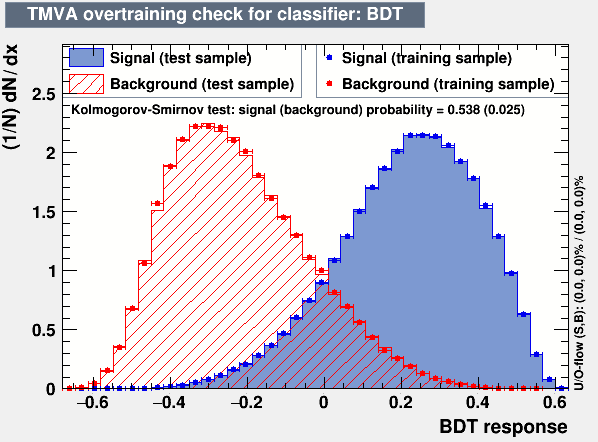 TMVA overtraining check for classifier: BDT
Signal (test sample)
Background (test sample)
Signal (training sample)
Background (training sample)
Kolmogorov-Smirnov test: signal (background) probability = 0.538 (0.025)
(1/N) dN / dx
2.5
2
1.5
1
0.5
0
−0.6
−0.4
−0.2
0
0.2
0.4
0.6
BDT response
U/O-flow (S,B): (0.0, 0.0)% / (0.0, 0.0)%